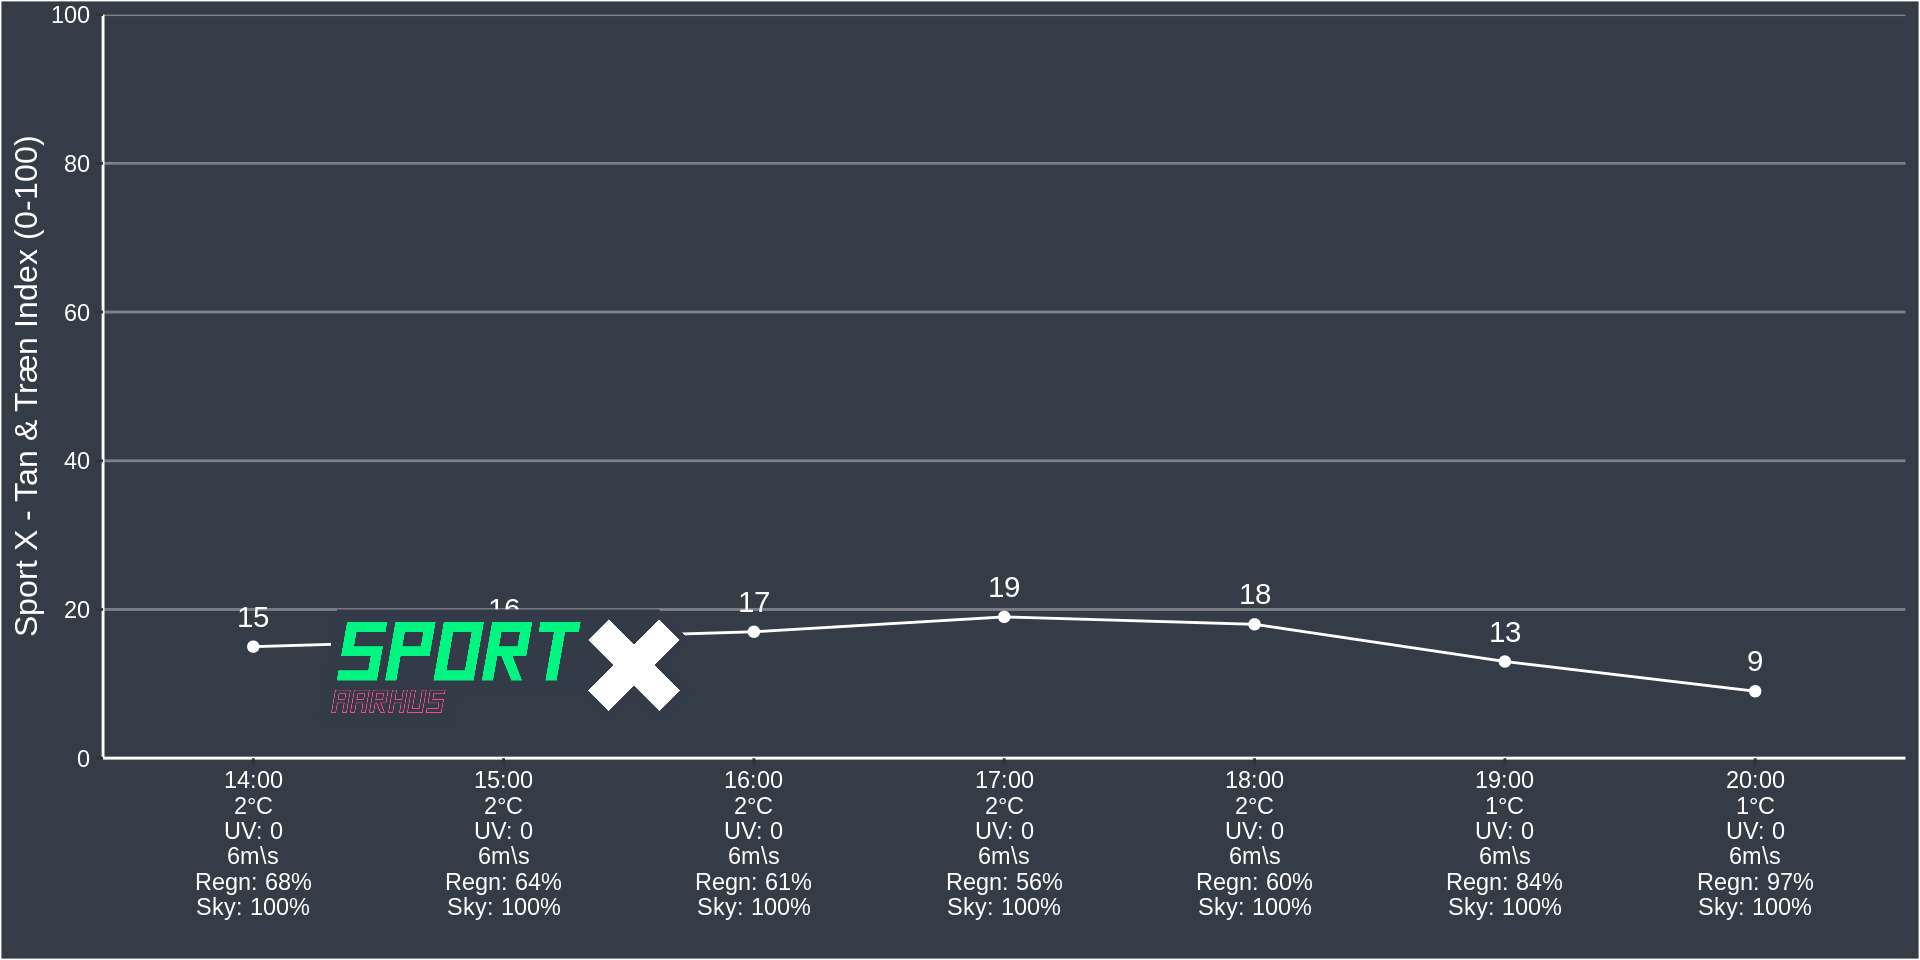 Sport X - Tan & Træn Index (0-100)
100
80
60
40
20
0
15
16
17
19
18
13
9
SPORT X
AARHUS
14:00 15:00 16:00 17:00 18:00 19:00 20:00
2°C 2°C 2°C 2°C 2°C 1°C 1°C
UV: 0 UV: 0 UV: 0 UV: 0 UV: 0 UV: 0 UV: 0
6m\s 6m\s 6m\s 6m\s 6m\s 6m\s 6m\s
Regn: 68% Regn: 64% Regn: 61% Regn: 56% Regn: 60% Regn: 84% Regn: 97%
Sky: 100% Sky: 100% Sky: 100% Sky: 100% Sky: 100% Sky: 100% Sky: 100%